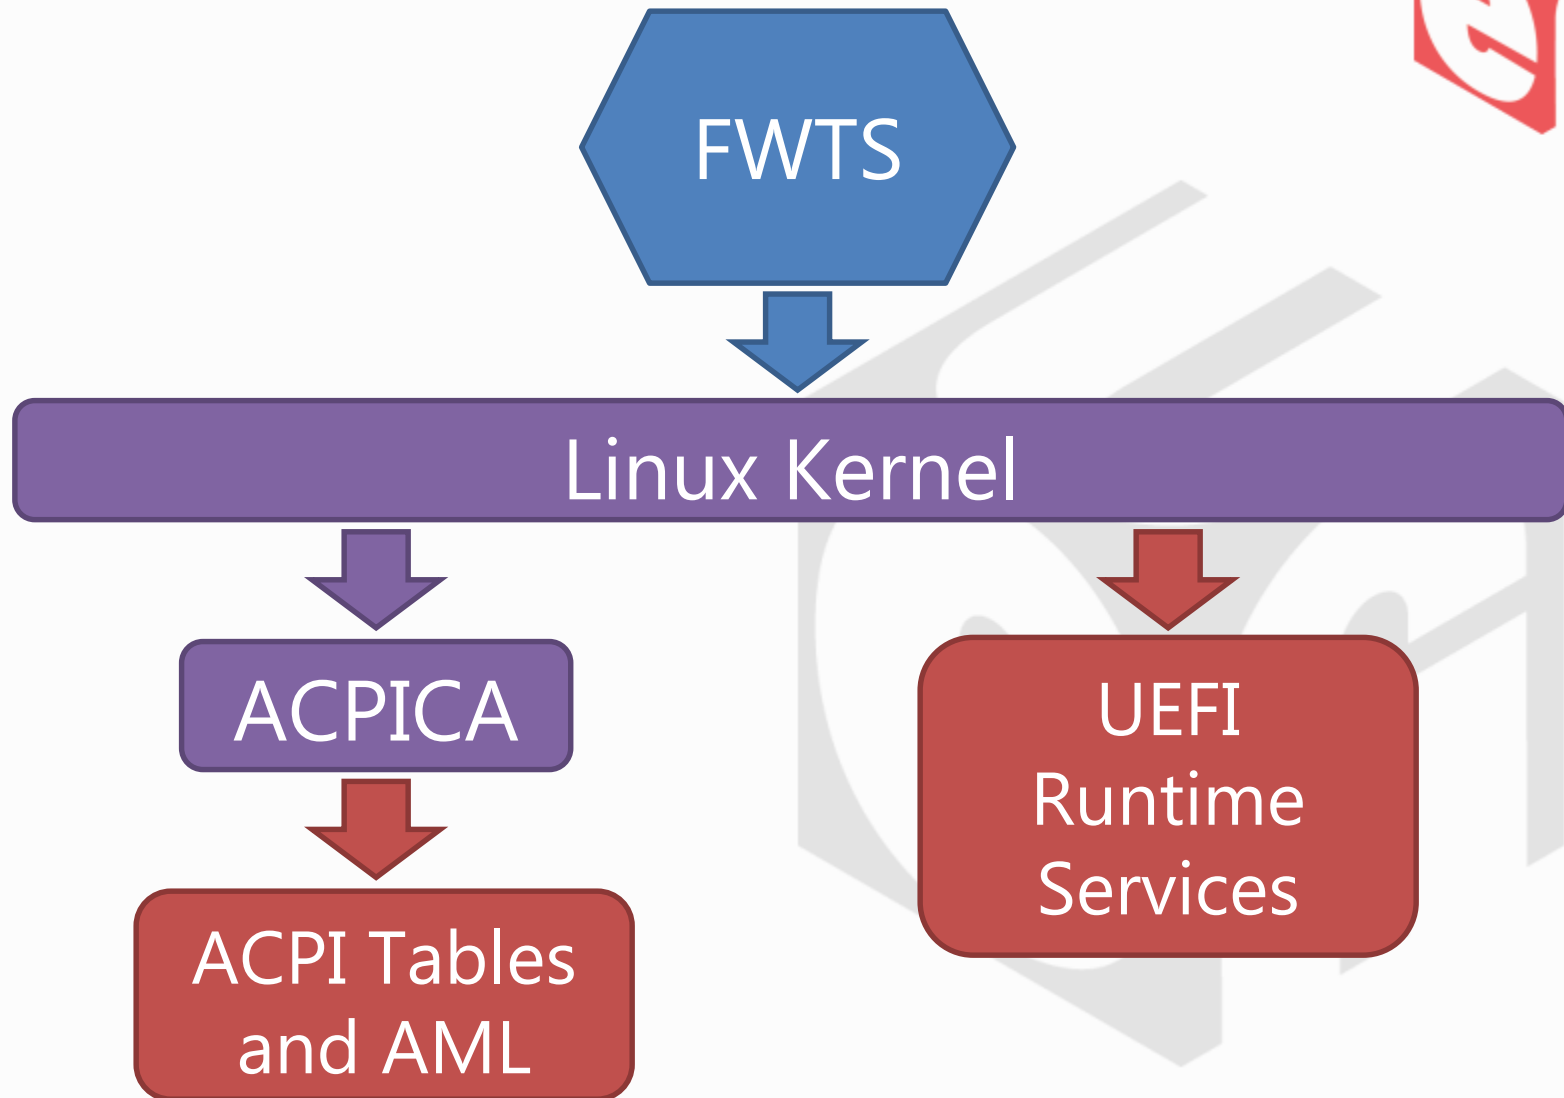 FWTS
Linux Kernel
ACPICA
UEFI
Runtime
Services
ACPI Tables
and AML